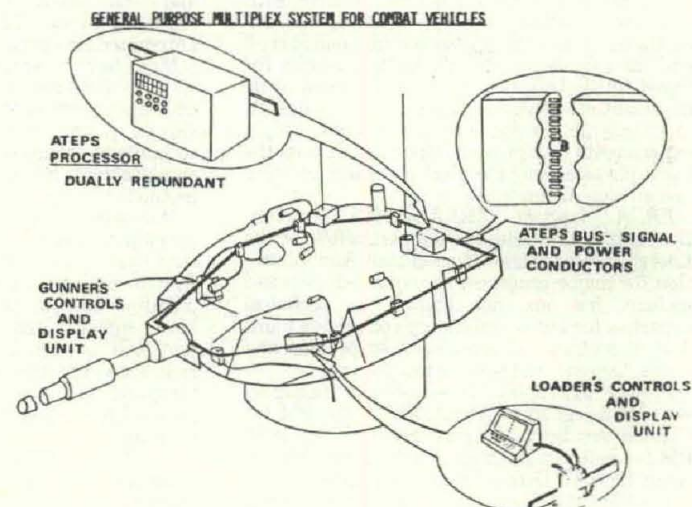 GENERAL PURPOSE MULTIPLEX SYSTEM FOR COMBAT VEHICLES
ATEPS
PROCESSOR
DUALLY REDUNDANT
ATEPS BUS - SIGNAL
AND POWER
CONDUCTORS
GUNNER'S
CONTROLS
AND
DISPLAY
UNIT
LOADER'S CONTROLS
AND
DISPLAY
UNIT